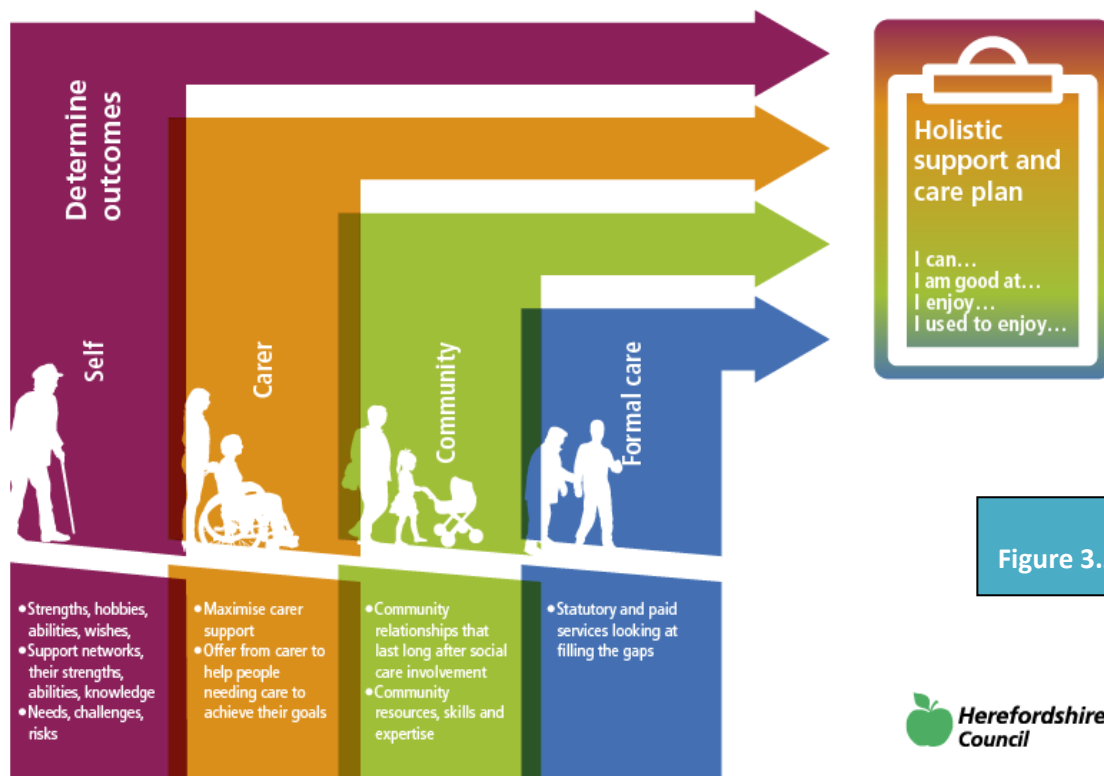 Determine
outcomes
Self
Carer
Community
Formal care
Holistic
support and
care plan
I can...
I am good at...
I enjoy...
I used to enjoy...
•Strengths, hobbies,
abilities, wishes,
•Support networks,
their strengths,
abilities, knowledge
•Needs, challenges,
risks
•Maximise carer
support
•Offer from carer to
help people
needing care to
achieve their goals
•Community
relationships that
last long after social
care involvement
•Community
resources, skills and
expertise
•Statutory and paid
services looking at
filling the gaps
Figure 3.
Herefordshire
Council